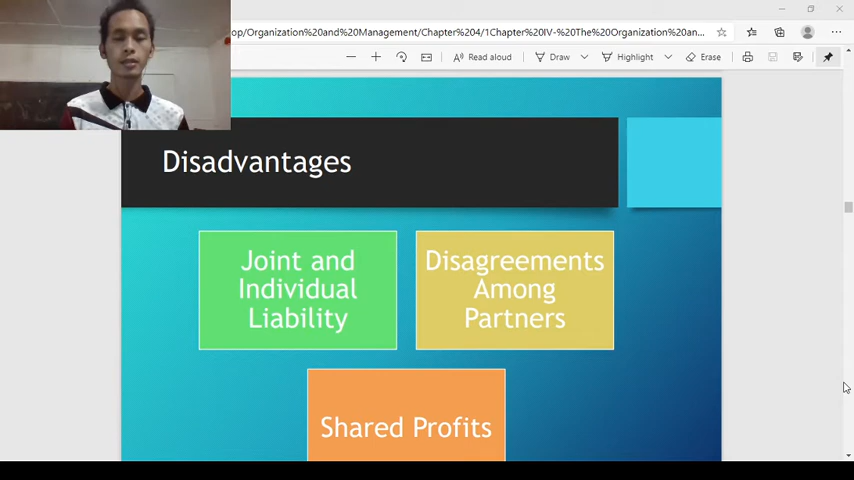 op/Organization%20and%20Management/Chapter%204/1Chapter%20IV-%20The%20Organization%20an...
Read aloud
Draw
Highlight
Erase
Disadvantages
Joint and
Individual
Liability
Disagreements
Among
Partners
Shared Profits